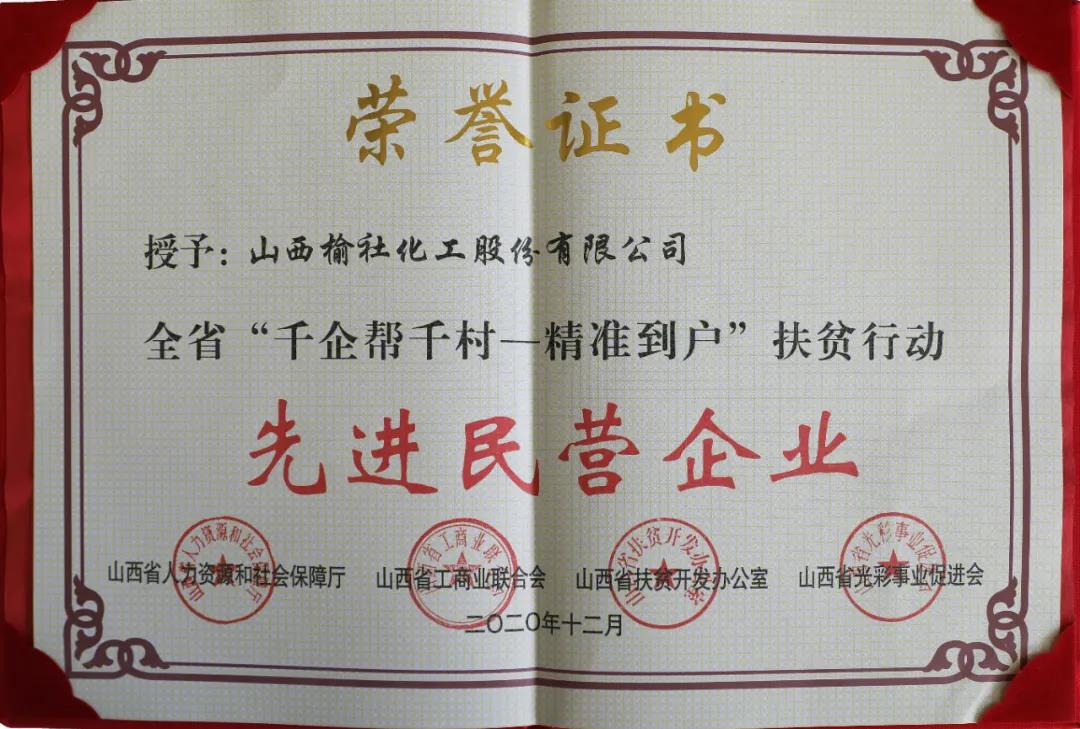 荣誉证书
授予：山西榆社化工股份有限公司
全省“千企帮千村—精准到户”扶贫行动
先进民营企业
山西省人力资源和社会保障厅 山西省工商业联合会 山西省扶贫开发办公室 山西省光彩事业促进会
二〇二〇年十二月